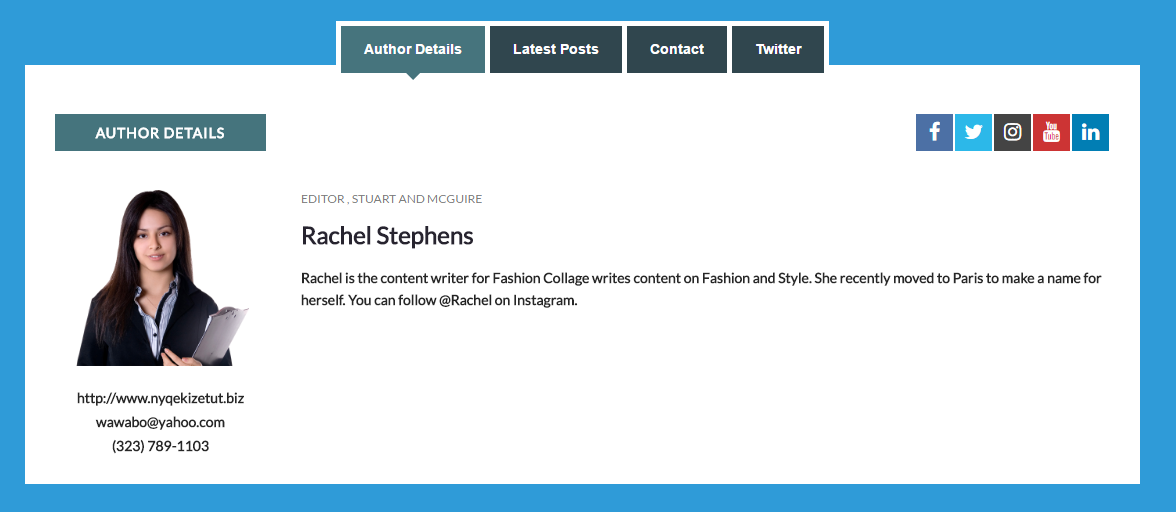 Author Details
Latest Posts
Contact
Twitter
AUTHOR DETAILS
You
Tube
in
EDITOR , STUART AND MCGUIRE
Rachel Stephens
Rachel is the content writer for Fashion Collage writes content on Fashion and Style. She recently moved to Paris to make a name for
herself. You can follow @Rachel on Instagram.
http://www.nyqekizetut.biz
wawabo@yahoo.com
(323) 789-1103